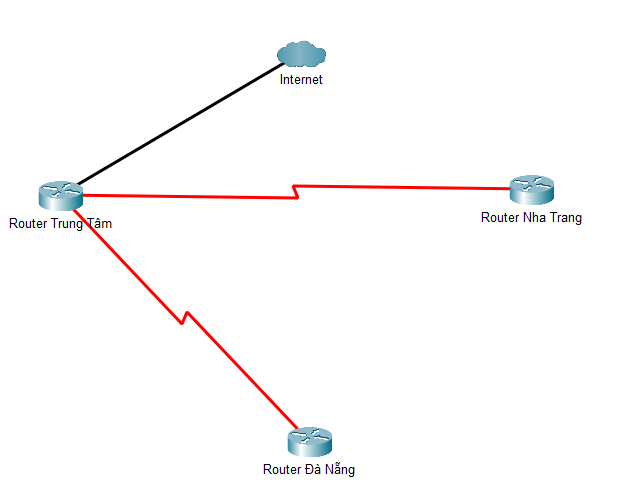 Internet
Router Trung Tâm
Router Nha Trang
Router Đà Nẵng